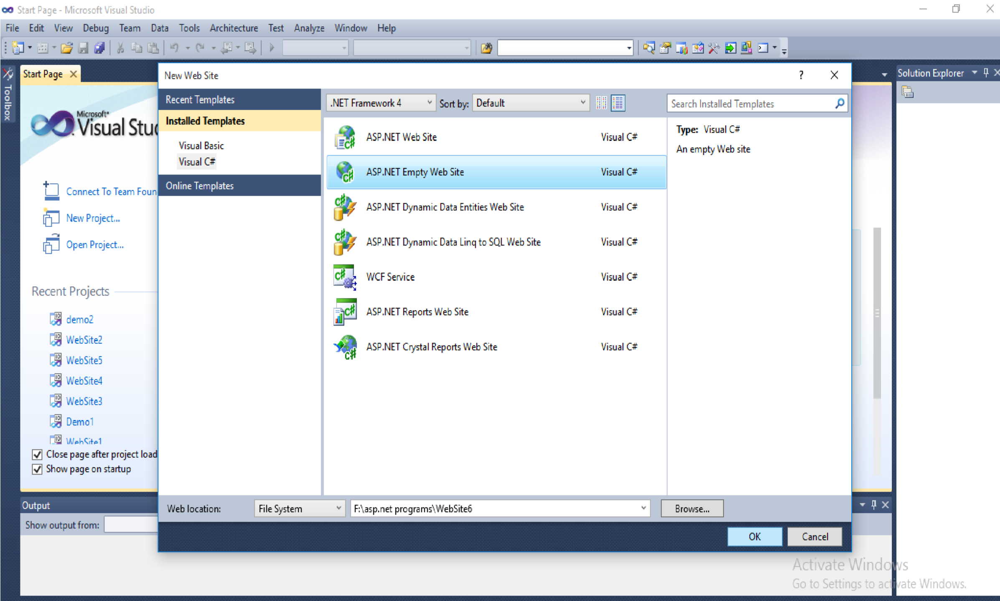 Start Page - Microsoft Visual Studio
File Edit View Debug Team Data Tools Architecture Test Analyze Window Help
Toolbox
Start Page
Microsoft
Visual Stu
Connect To Team Foun
New Project...
Open Project...
Recent Projects
demo2
WebSite2
WebSite5
WebSite4
WebSite3
Demo1
WebSite1
Close page after project load
Show page on startup
Output
Show output from:
New Web Site
?
Recent Templates
Installed Templates
Visual Basic
Visual C#
Online Templates
.NET Framework 4
Sort by: Default
Search Installed Templates
ASP.NET Web Site Visual C#
ASP.NET Empty Web Site Visual C#
ASP.NET Dynamic Data Entities Web Site Visual C#
ASP.NET Dynamic Data Linq to SQL Web Site Visual C#
WCF Service Visual C#
ASP.NET Reports Web Site Visual C#
ASP.NET Crystal Reports Web Site Visual C#
Type: Visual C#
An empty Web site
Web location: File System F:\asp.net programs\WebSite6 Browse...
OK Cancel
Solution Explorer
Activate Windows
Go to Settings to activate Windows.